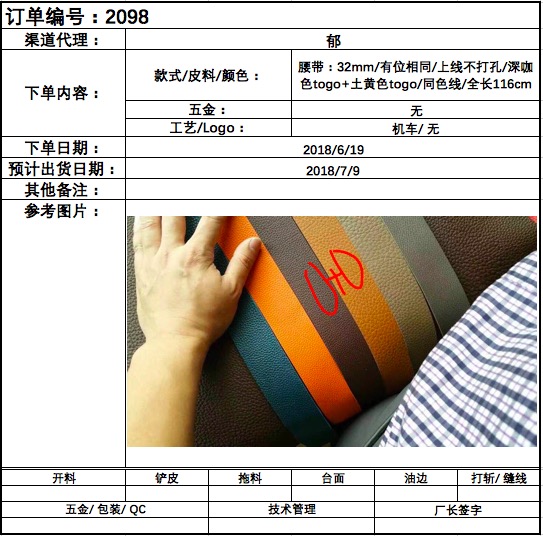 订单编号：2098
渠道代理： 郁
下单内容： 款式/皮料/颜色： 腰带：32mm/有位相同/上线不打孔/深咖
色togo+土黄色togo/同色线/全长116cm
五金： 无
工艺/Logo： 机车/ 无
下单日期： 2018/6/19
预计出货日期： 2018/7/9
其他备注：
参考图片：
开料 铲皮 拖料 台面 油边 打斩/ 缝线
五金/ 包装/ QC 技术管理 厂长签字